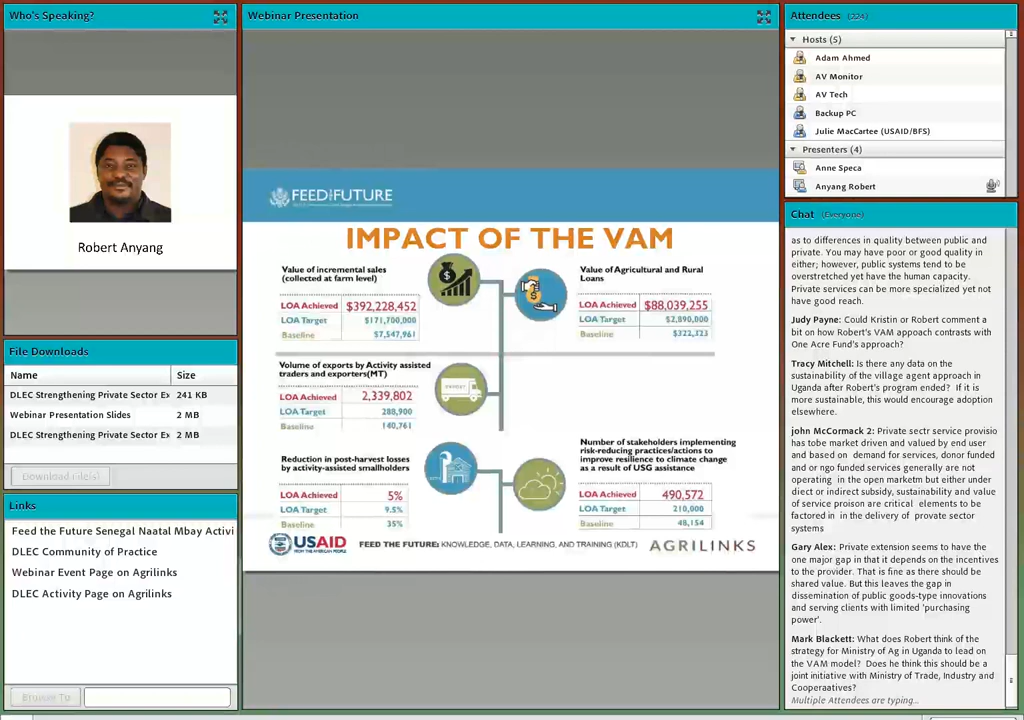 Who's Speaking?
Robert Anyang
File Downloads
Name Size
DLEC Strengthening Private Sector Ex 241 KB
Webinar Presentation Slides 2 MB
DLEC Strengthening Private Sector Ex 2 MB
Download File(s)
Links
Feed the Future Senegal Naatal Mbay Activi
DLEC Community of Practice
Webinar Event Page on Agrilinks
DLEC Activity Page on Agrilinks
Browse To
Webinar Presentation
FEED THE FUTURE
IMPACT OF THE VAM
Value of incremental sales
(collected at farm level)
LOA Achieved $392,228,452
LOA Target $171,700,000
Baseline $7,547,961
Value of Agricultural and Rural
Loans
LOA Achieved $88,039,255
LOA Target $2,890,000
Baseline $322,323
Volume of exports by Activity assisted
traders and exporters(MT)
LOA Achieved 2,339,802
LOA Target 288,900
Baseline 140,761
Reduction in post-harvest losses
by activity-assisted smallholders
LOA Achieved 5%
LOA Target 9.5%
Baseline 35%
Number of stakeholders implementing
risk-reducing practices/actions to
improve resilience to climate change
as a result of USG assistance
LOA Achieved 490,572
LOA Target 210,000
Baseline 48,154
USAID
FROM THE AMERICAN PEOPLE
FEED THE FUTURE: KNOWLEDGE, DATA, LEARNING, AND TRAINING (KDLT)
AGRILINKS
Attendees (224)
Hosts (5)
Adam Ahmed
AV Monitor
AV Tech
Backup PC
Julie MacCartee (USAID/BFS)
Presenters (4)
Anne Speca
Anyang Robert
Chat (Everyone)
as to differences in quality between public and
private. You may have poor or good quality in
either; however, public systems tend to be
overstretched yet have the human capacity.
Private services can be more specialized yet not
have good reach.
Judy Payne: Could Kristin or Robert comment a
bit on how Robert's VAM appoach contrasts with
One Acre Fund's approach?
Tracy Mitchell: Is there any data on the
sustainability of the village agent approach in
Uganda after Robert's program ended? If it is
more sustainable, this would encourage adoption
elsewhere.
john McCormack 2: Private sectr service provisio
has tobe market driven and valued by end user
and based on demand for services, donor funded
and or ngo funded services generally are not
operating in the open marketm but either under
diect or indirect subsidy, sustainability and value
of service proison are critical elements to be
factored in in the delivery of provate sector
systems
Gary Alex: Private extension seems to have the
one major gap in that it depends on the incentives
to the provider. That is fine as there should be
shared value. But this leaves the gap in
dissemination of public goods-type innovations
and serving clients with limited 'purchasing
power'.
Mark Blackett: What does Robert think of the
strategy for Ministry of Ag in Uganda to lead on
the VAM model? Does he think this should be a
joint initiative with Ministry of Trade, Industry and
Cooperaatives?
Multiple Attendees are typing...